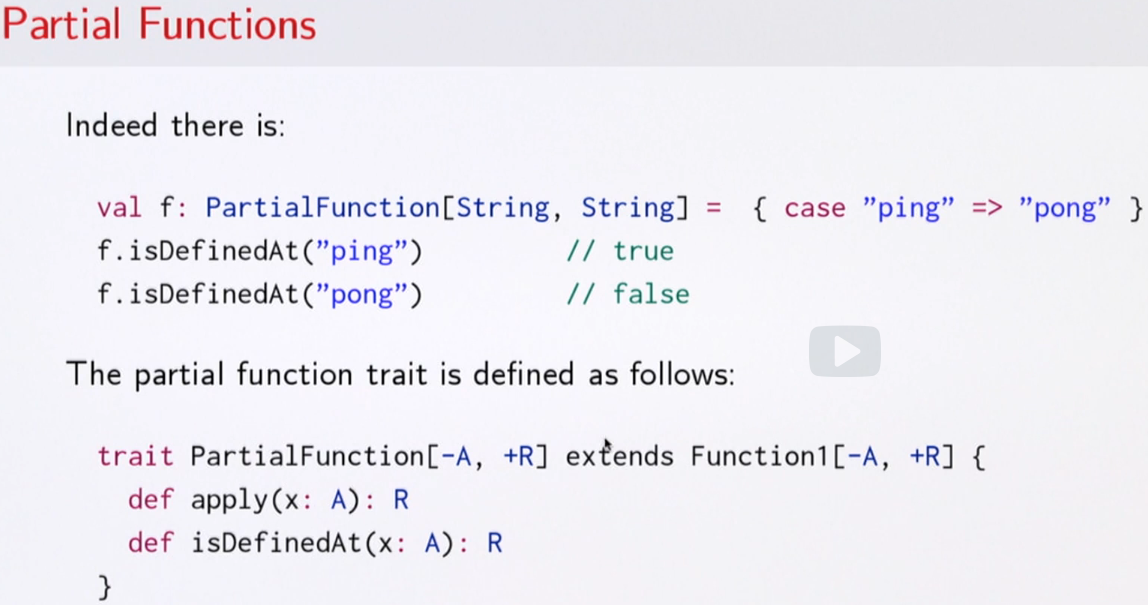 Partial Functions
Indeed there is:
val f: PartialFunction[String, String] = { case ”ping” => ”pong” }
f.isDefinedAt(”ping”) // true
f.isDefinedAt(”pong”) // false
The partial function trait is defined as follows:
trait PartialFunction[-A, +R] extends Function1[-A, +R] {
def apply(x: A): R
def isDefinedAt(x: A): R
}